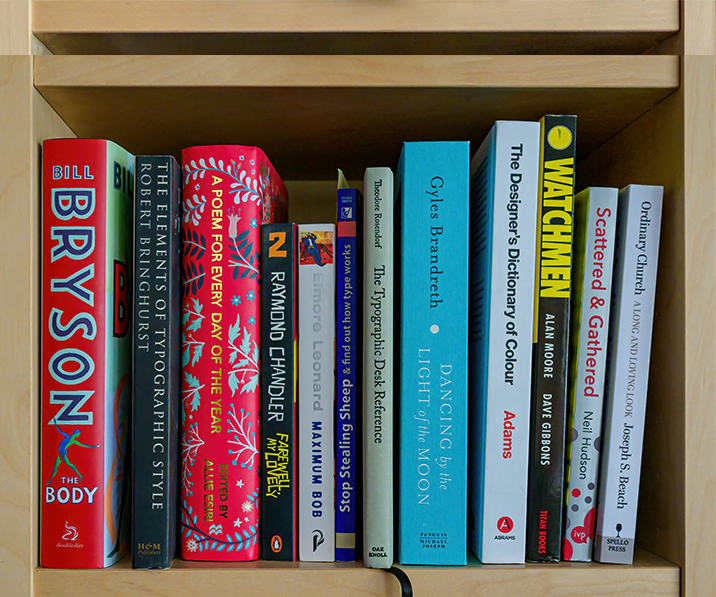 BILL
BRYSON
THE
BODY
doubleday
THE ELEMENTS OF TYPOGRAPHIC STYLE
ROBERT BRINGHURST
H&M
Publishers
A POEM FOR EVERY DAY OF THE YEAR
EDITED BY
ALLIE ESIRI
RAYMOND CHANDLER
FAREWELL,
MY LOVELY
Elmore Leonard
MAXIMUM BOB
Stop Stealing Sheep & find out how type works
Theodore Rosendorf
The Typographic Desk Reference
OAK
KNOLL
Gyles Brandreth
DANCING by the
LIGHT of the MOON
PENGUIN
MICHAEL
JOSEPH
The Designer's Dictionary of Colour
Adams
ABRAMS
WATCHMEN
ALAN MOORE
DAVE GIBBONS
TITAN BOOKS
Scattered & Gathered
Neil Hudson
ivp
Ordinary Church A LONG AND LOVING LOOK Joseph S. Beach
SPELLO
PRESS